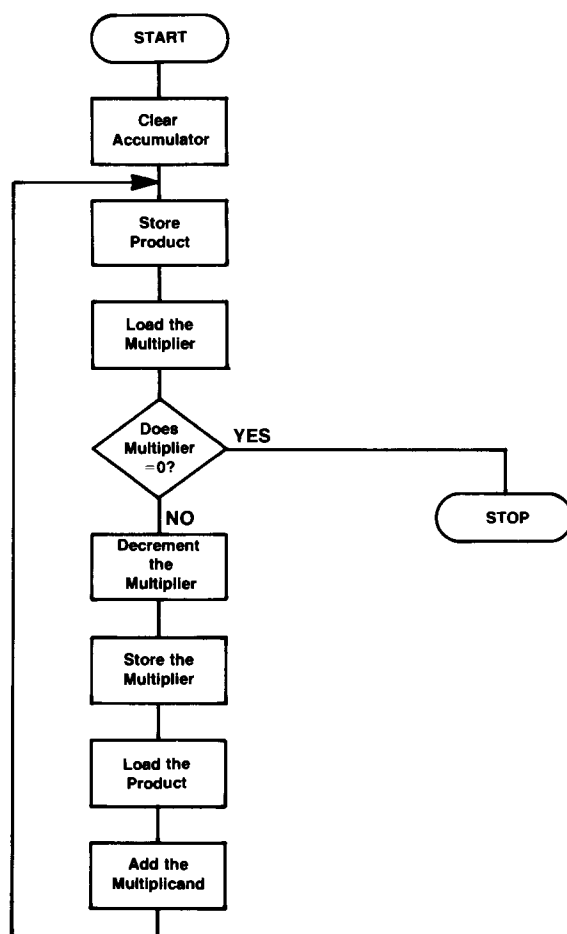 START
Clear
Accumulator
Store
Product
Load the
Multiplier
Does
Multiplier
=0?
YES
STOP
NO
Decrement
the
Multiplier
Store the
Multiplier
Load the
Product
Add the
Multiplicand